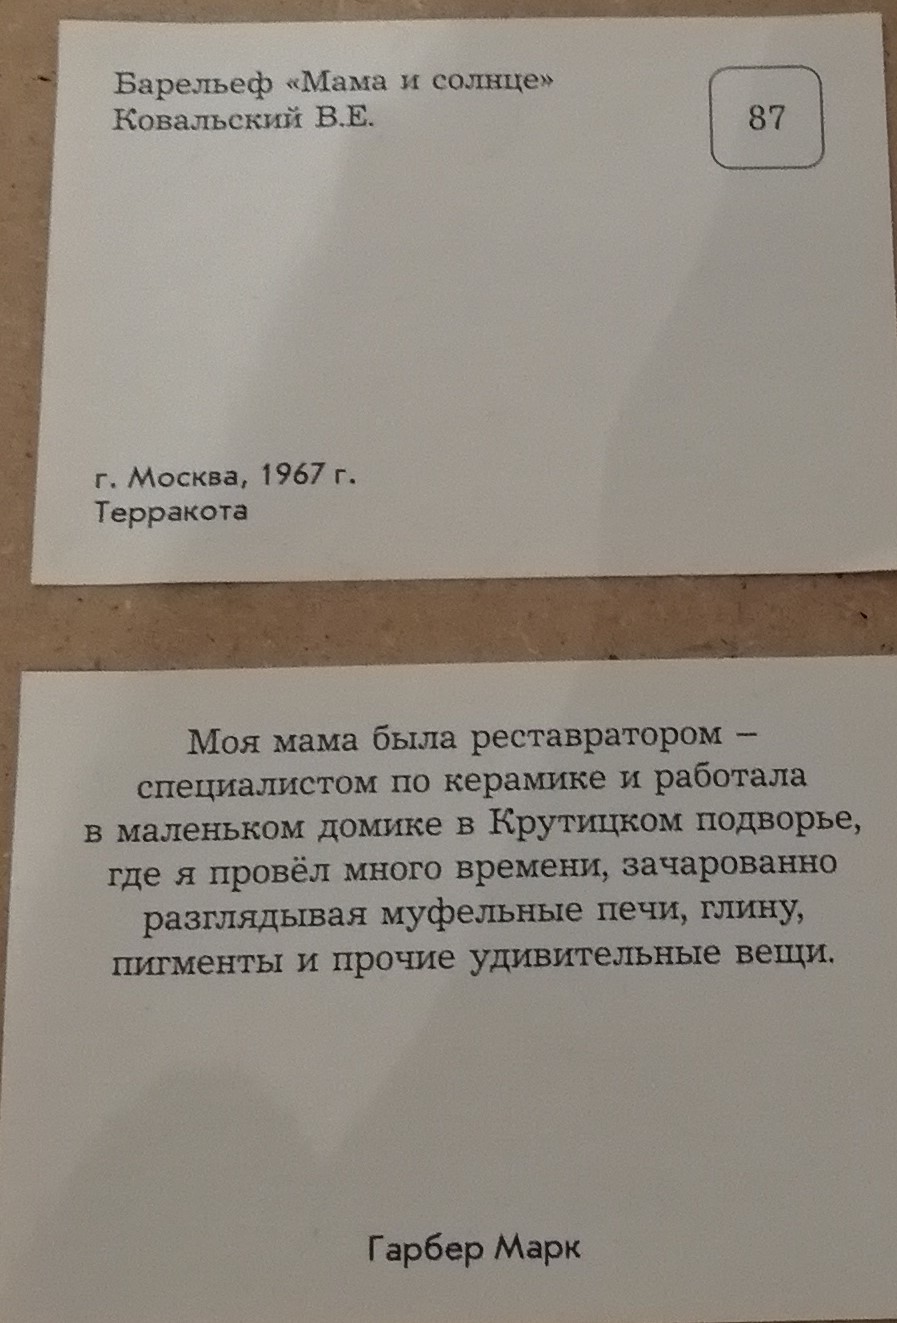 Барельеф «Мама и солнце»
Ковальский В.Е.
87
г. Москва, 1967 г.
Терракота
Моя мама была реставратором –
специалистом по керамике и работала
в маленьком домике в Крутицком подворье,
где я провёл много времени, зачарованно
разглядывая муфельные печи, глину,
пигменты и прочие удивительные вещи.
Гарбер Марк